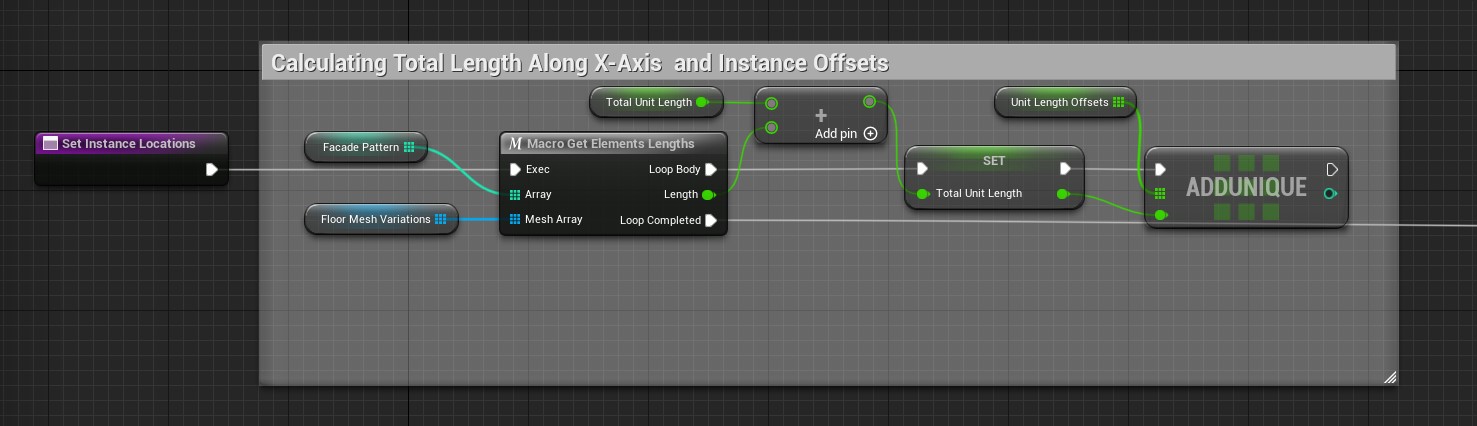 Calculating Total Length Along X-Axis  and Instance Offsets
Total Unit Length
Add pin
Unit Length Offsets
Set Instance Locations
Facade Pattern
Macro Get Elements Lengths
SET
Exec
Loop Body
Array
Length
Total Unit Length
ADDUNIQUE
Floor Mesh Variations
Mesh Array
Loop Completed